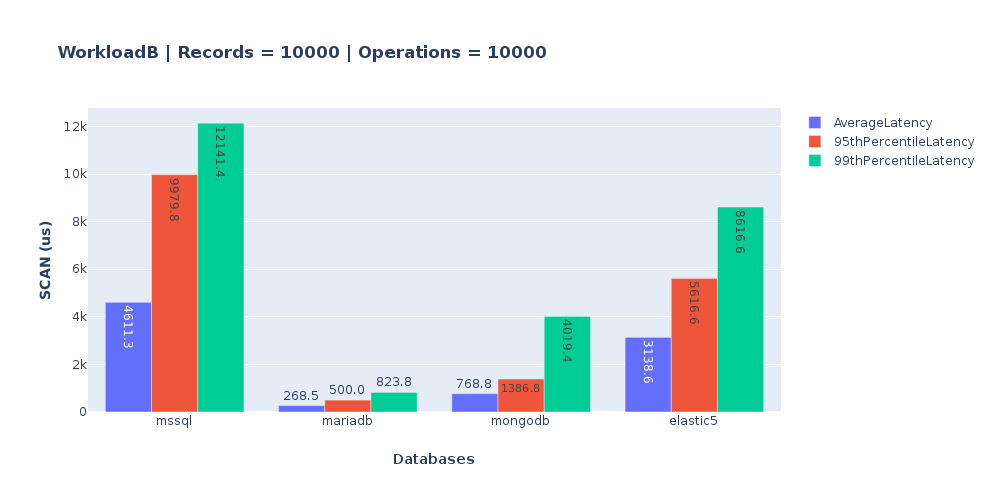 WorkloadB | Records = 10000 | Operations = 10000
AverageLatency
95thPercentileLatency
99thPercentileLatency
SCAN (us)
12k
10k
8k
6k
4k
2k
0
4611.3
9979.8
12141.4
268.5
500.0
823.8
768.8
1386.8
4019.4
3138.6
5616.6
8616.6
mssql
mariadb
mongodb
elastic5
Databases